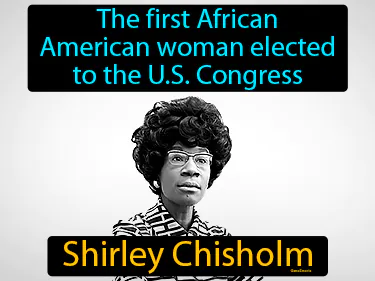 The first African
American woman elected
to the U.S. Congress
Shirley Chisholm